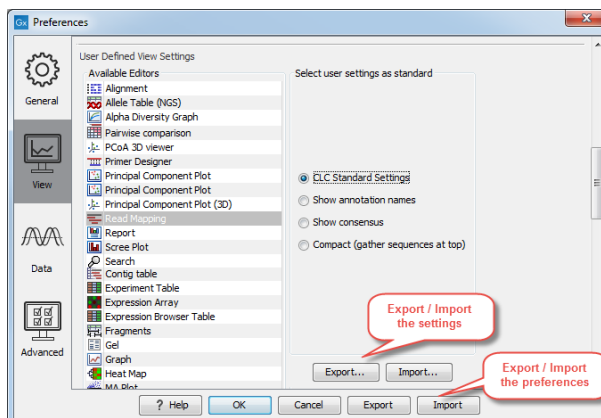 Gx Preferences
User Defined View Settings
Available Editors
Select user settings as standard
General
View
Data
Advanced
Alignment
Allele Table (NGS)
Alpha Diversity Graph
Pairwise comparison
PCoA 3D viewer
Primer Designer
Principal Component Plot
Principal Component Plot
Principal Component Plot (3D)
Read Mapping
Report
Scree Plot
Search
Contig table
Experiment Table
Expression Array
Expression Browser Table
Fragments
Gel
Graph
Heat Map
MA Plot
CLC Standard Settings
Show annotation names
Show consensus
Compact (gather sequences at top)
Export / Import
the settings
Export...
Import...
Export / Import
the preferences
? Help
OK
Cancel
Export
Import